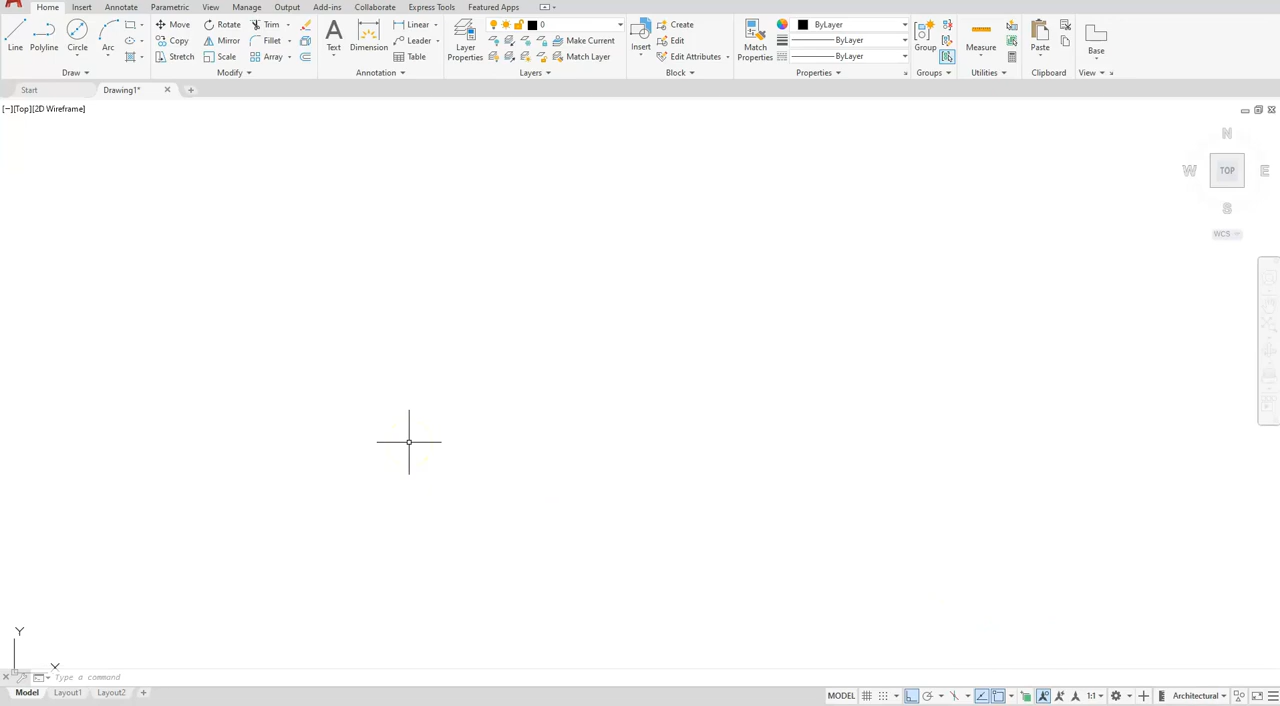 Home Insert Annotate Parametric View Manage Output Add-ins Collaborate Express Tools Featured Apps
Line Polyline Circle Arc
Move Rotate Trim
Copy Mirror Fillet
Stretch Scale Array
Text Dimension
Linear
Leader
Table
Layer Properties
0
Make Current
Match Layer
Insert
Create
Edit
Edit Attributes
Match Properties
ByLayer
ByLayer
ByLayer
Group
Measure
Paste
Base
Draw Modify Annotation Layers Block Properties Groups Utilities Clipboard View
Start Drawing1*
[−][Top][2D Wireframe]
N
W TOP E
S
WCS
Y
X
Type a command
Model Layout1 Layout2 MODEL 1:1 Architectural